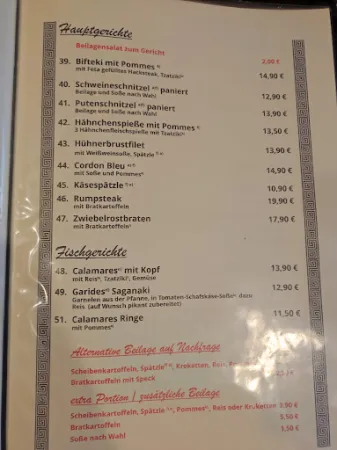 Hauptgerichte
Beilagensalat zum Gericht 2,00 €
39. Bifteki mit Pommes 14,90 €
mit Feta gefülltes Hacksteak, Tzatziki
40. Schweineschnitzel paniert 12,90 €
Beilage und Soße nach Wahl
41. Putenschnitzel paniert 13,90 €
Beilage und Soße nach Wahl
42. Hähnchenspieße mit Pommes 13,50 €
3 Hähnchenfleischspieße mit Tzatziki
43. Hühnerbrustfilet 13,90 €
mit Weißweinsoße, Spätzle
44. Cordon Bleu 14,90 €
mit Soße und Pommes
45. Käsespätzle 10,90 €
46. Rumpsteak 19,90 €
mit Bratkartoffeln
47. Zwiebelrostbraten 17,90 €
mit Bratkartoffeln
Fischgerichte
48. Calamares mit Kopf 13,90 €
mit Reis, Tzatziki, Gemüse
49. Garides Saganaki 12,90 €
Garnelen aus der Pfanne, in Tomaten-Schafskäse-Soße dazu
Reis (auf Wunsch pikant zubereitet)
51. Calamares Ringe 11,50 €
mit Pommes
Alternative Beilage auf Nachfrage
Scheibenkartoffeln, Spätzle, Kroketten, Reis,
Bratkartoffeln mit Speck
extra Portion / zusätzliche Beilage
Scheibenkartoffeln, Spätzle, Pommes, Reis oder Kroketten 3,90 €
Bratkartoffeln 3,50 €
Soße nach Wahl 3,50 €